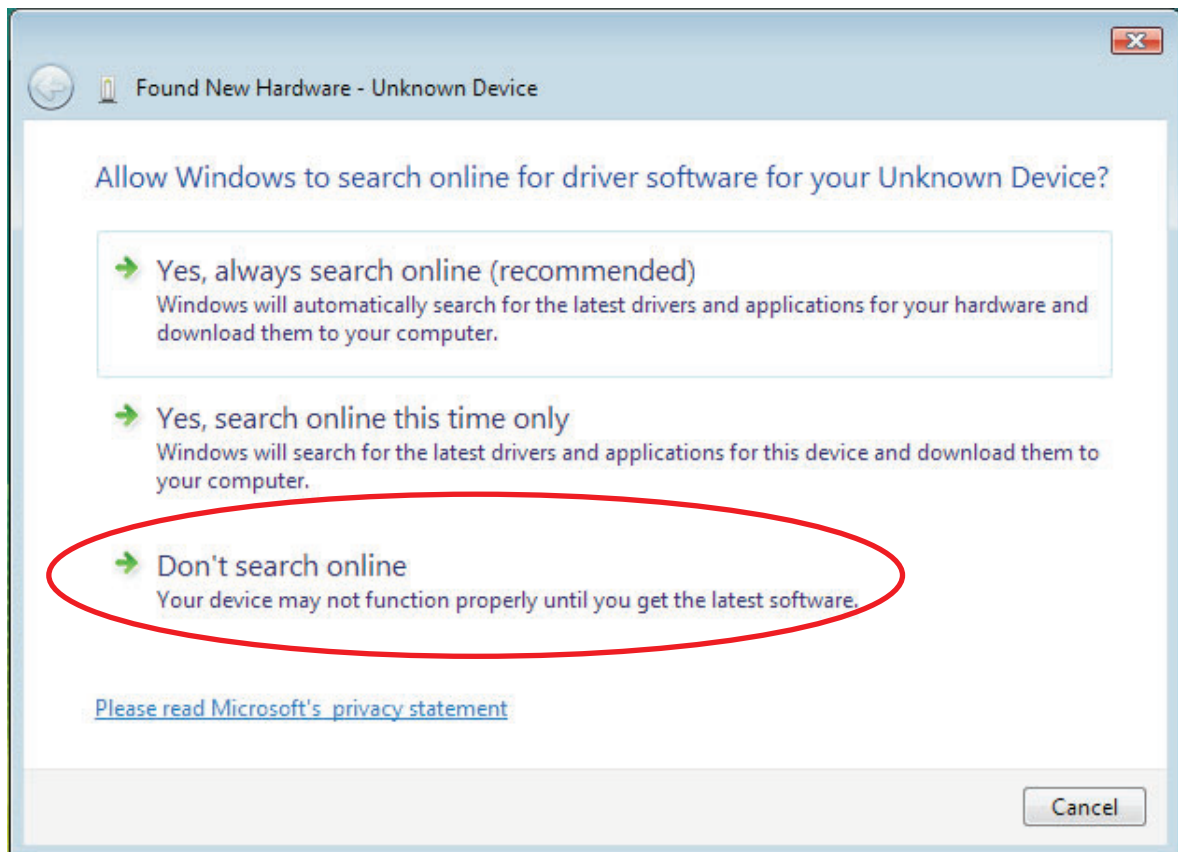 Found New Hardware - Unknown Device
Allow Windows to search online for driver software for your Unknown Device?
Yes, always search online (recommended)
Windows will automatically search for the latest drivers and applications for your hardware and
download them to your computer.
Yes, search online this time only
Windows will search for the latest drivers and applications for this device and download them to
your computer.
Don't search online
Your device may not function properly until you get the latest software.
Please read Microsoft's privacy statement
Cancel